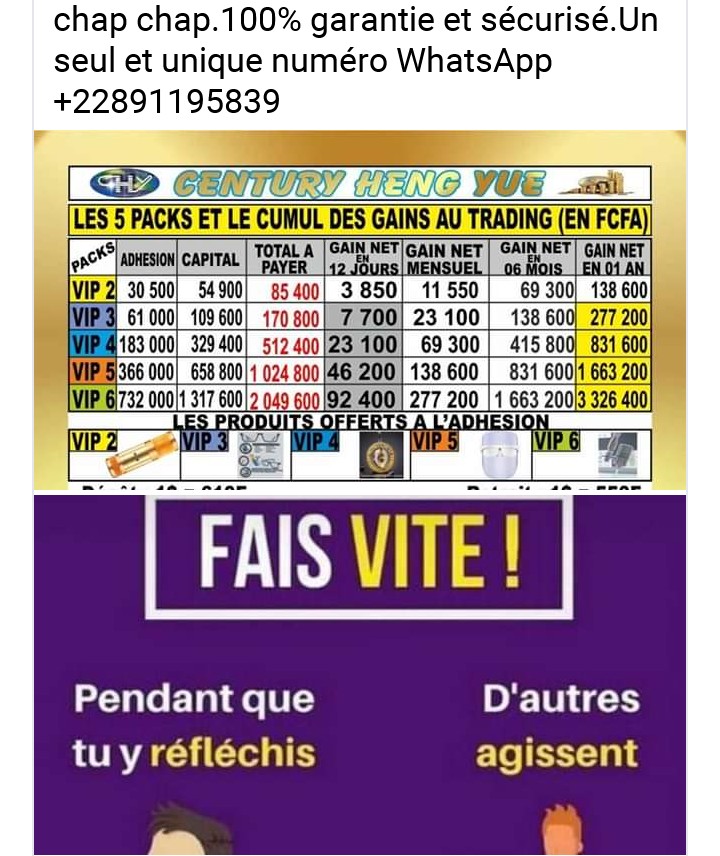 chap chap.100% garantie et sécurisé.Un
seul et unique numéro WhatsApp
+22891195839
CHY CENTURY HENG YUE
LES 5 PACKS ET LE CUMUL DES GAINS AU TRADING (EN FCFA)
PACKS ADHESION CAPITAL TOTAL A PAYER GAIN NET EN 12 JOURS GAIN NET MENSUEL GAIN NET EN 06 MOIS GAIN NET EN 01 AN
VIP 2 30 500 54 900 85 400 3 850 11 550 69 300 138 600
VIP 3 61 000 109 600 170 800 7 700 23 100 138 600 277 200
VIP 4 183 000 329 400 512 400 23 100 69 300 415 800 831 600
VIP 5 366 000 658 800 1 024 800 46 200 138 600 831 600 1 663 200
VIP 6 732 000 1 317 600 2 049 600 92 400 277 200 1 663 200 3 326 400
LES PRODUITS OFFERTS A L'ADHESION
VIP 2 VIP 3 VIP 4 VIP 5 VIP 6
FAIS VITE !
Pendant que
tu y réfléchis
D'autres
agissent